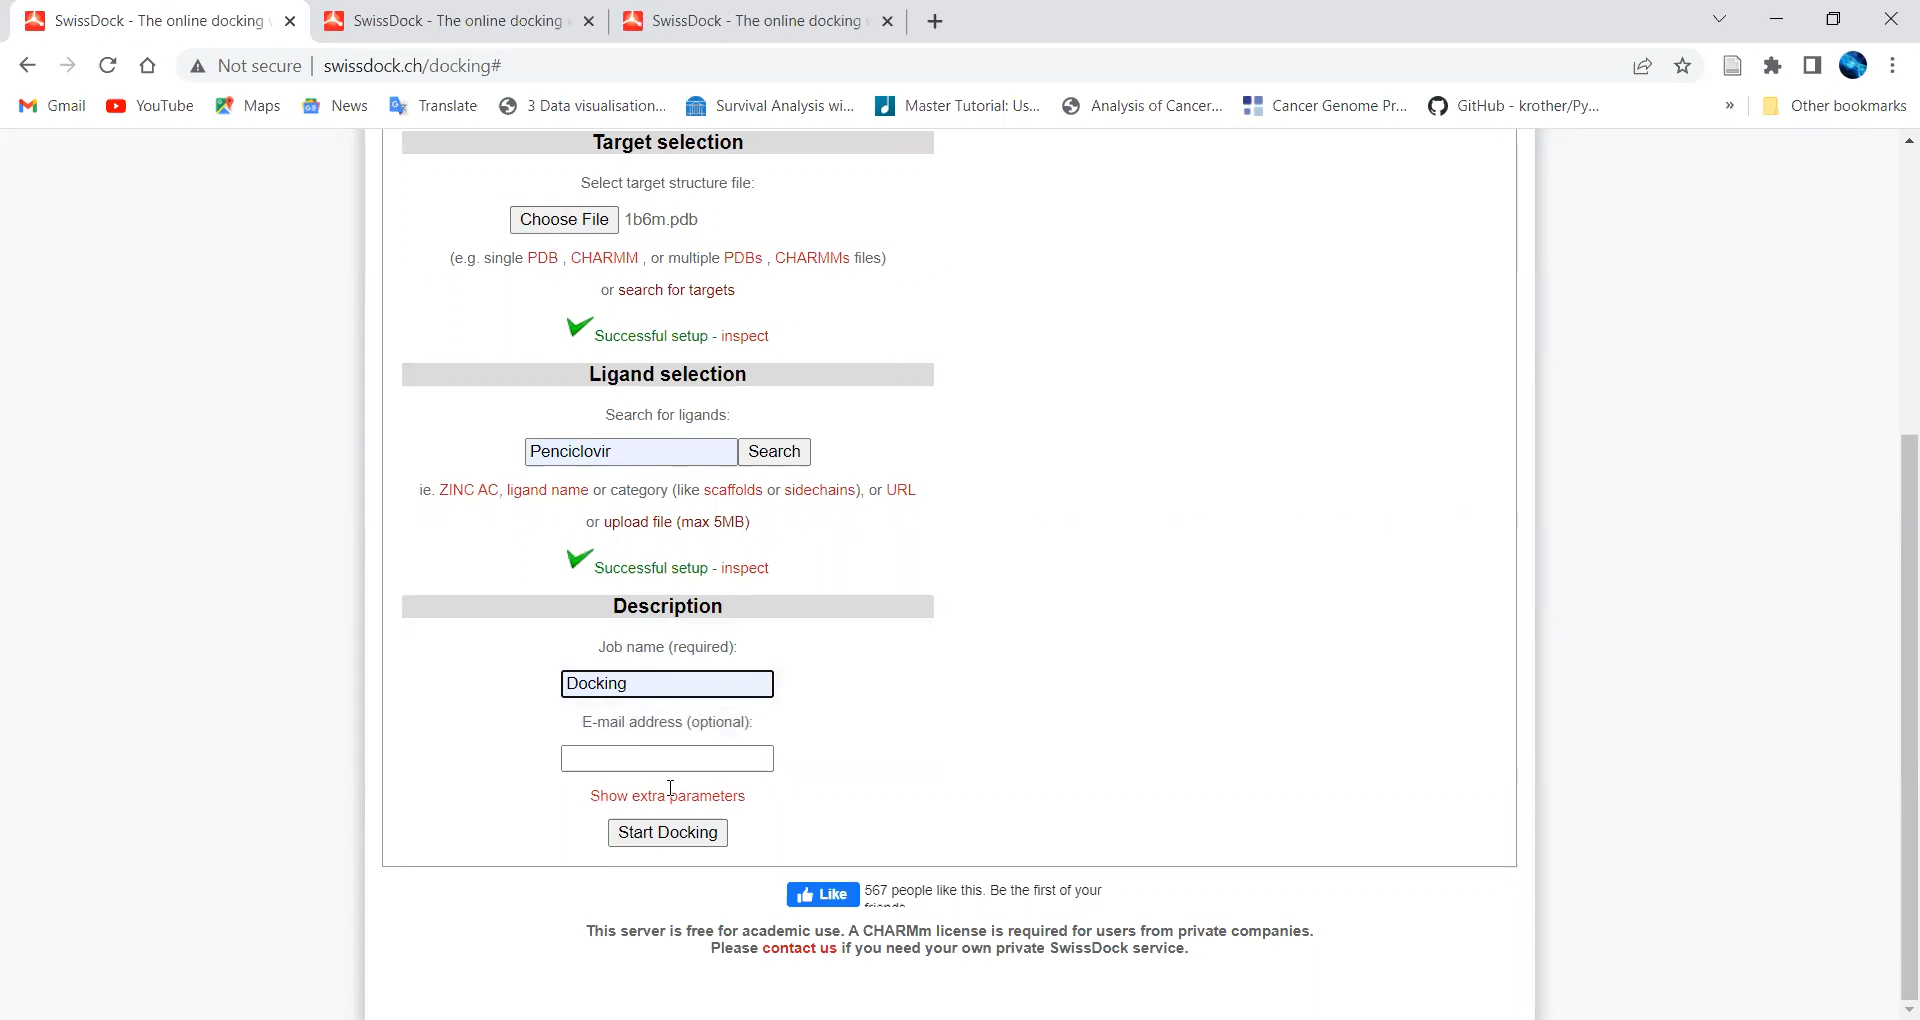 SwissDock - The online docking
SwissDock - The online docking
SwissDock - The online docking
Not secure | swissdock.ch/docking#
Gmail YouTube Maps News Translate 3 Data visualisation... Survival Analysis wi... Master Tutorial: Us... Analysis of Cancer... Cancer Genome Pr... GitHub - krother/Py... » Other bookmarks
Target selection
Select target structure file:
Choose File 1b6m.pdb
(e.g. single PDB , CHARMM , or multiple PDBs , CHARMMs files)
or search for targets
Successful setup - inspect
Ligand selection
Search for ligands:
Penciclovir Search
ie. ZINC AC, ligand name or category (like scaffolds or sidechains), or URL
or upload file (max 5MB)
Successful setup - inspect
Description
Job name (required):
Docking
E-mail address (optional):
Show extra parameters
Start Docking
Like 567 people like this. Be the first of your
This server is free for academic use. A CHARMm license is required for users from private companies.
Please contact us if you need your own private SwissDock service.